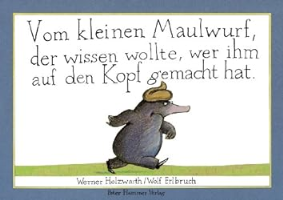 Vom kleinen Maulwurf,
der wissen wollte, wer ihm
auf den Kopf gemacht hat.
Werner Holzwarth/Wolf Erlbruch
Peter Hammer Verlag